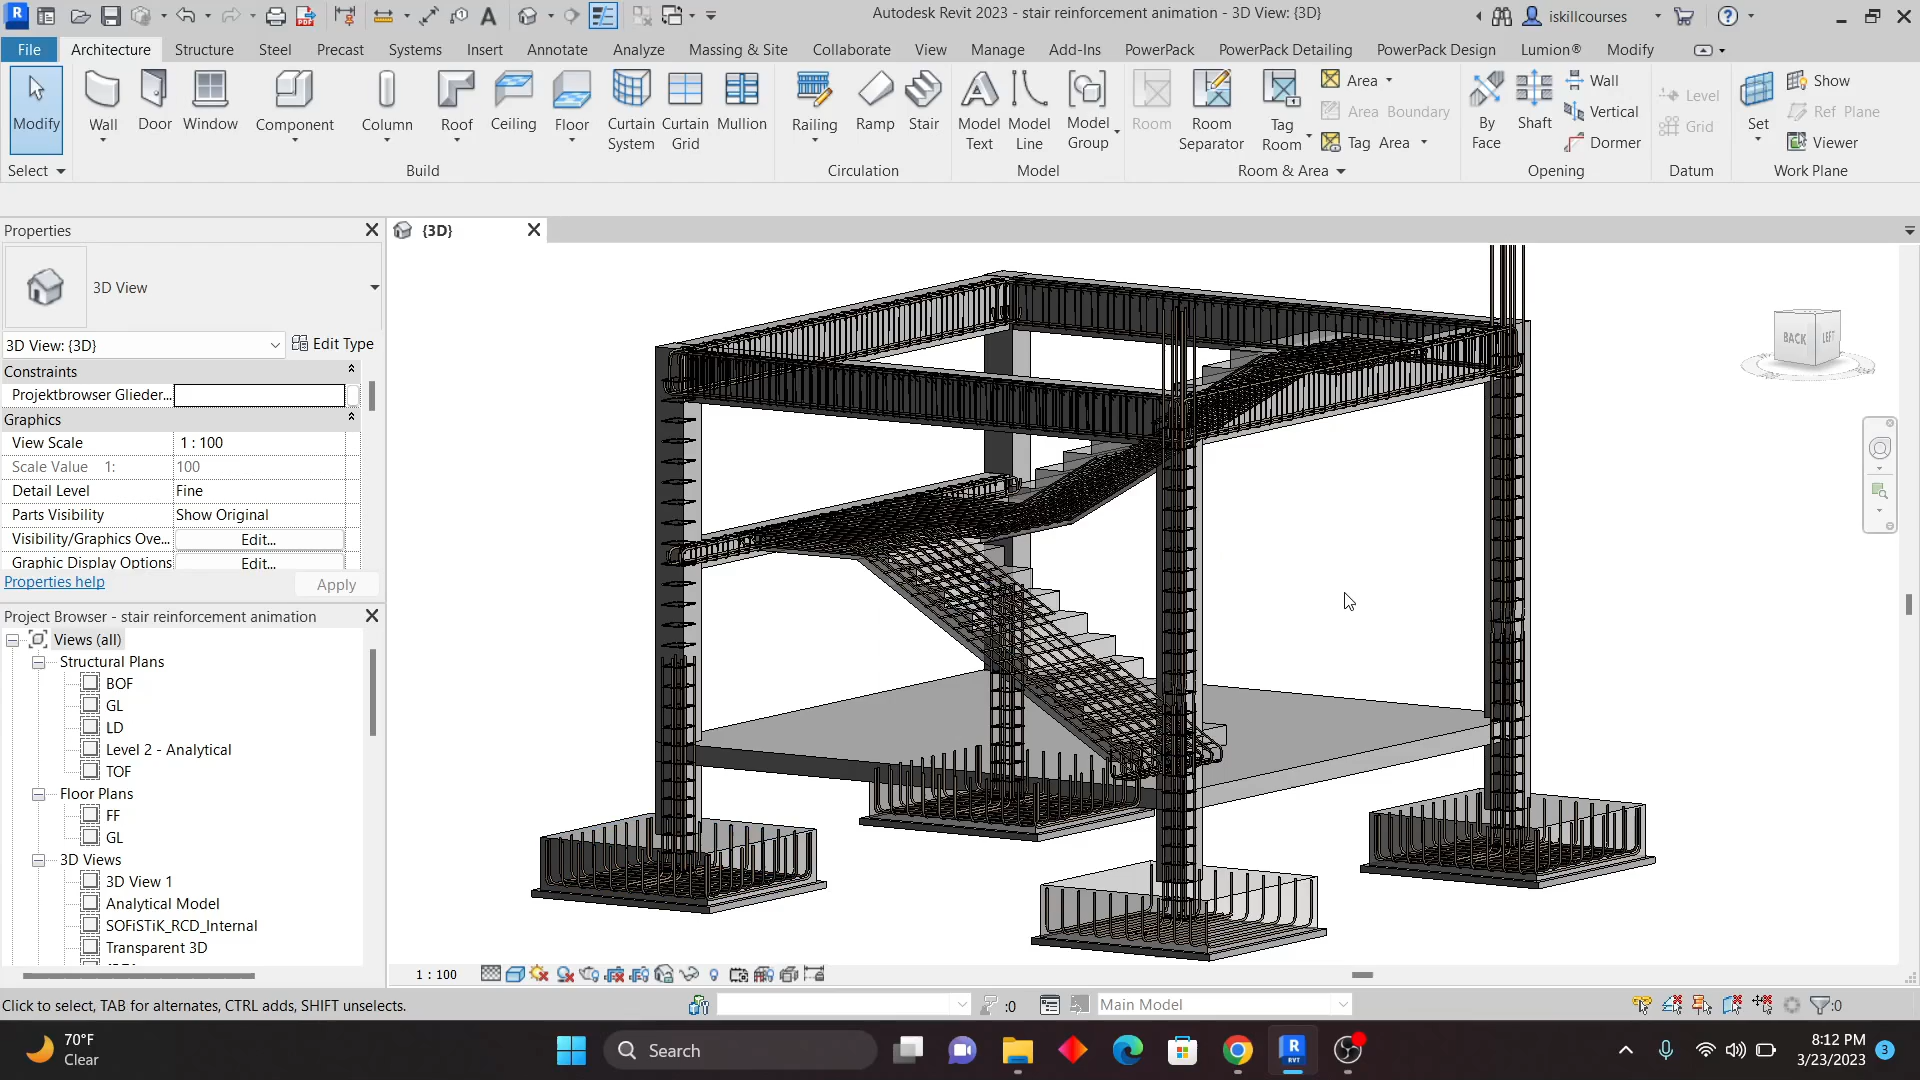 Autodesk Revit 2023 - stair reinforcement animation - 3D View: {3D}
iskillcourses
File Architecture Structure Steel Precast Systems Insert Annotate Analyze Massing & Site Collaborate View Manage Add-Ins PowerPack PowerPack Detailing PowerPack Design Lumion® Modify
Modify
Wall Door Window Component Column Roof Ceiling Floor Curtain System Curtain Grid Mullion
Railing Ramp Stair
Model Text Model Line Model Group
Room Room Separator Tag Room
Area
Area Boundary
Tag Area
By Face Shaft
Wall
Vertical
Dormer
Level
Grid
Set
Show
Ref Plane
Viewer
Select Build Circulation Model Room & Area Opening Datum Work Plane
Properties
{3D}
3D View
3D View: {3D} Edit Type
Constraints
Projektbrowser Glieder...
Graphics
View Scale 1 : 100
Scale Value 1: 100
Detail Level Fine
Parts Visibility Show Original
Visibility/Graphics Ove... Edit...
Graphic Display Options Edit...
Properties help Apply
Project Browser - stair reinforcement animation
Views (all)
Structural Plans
BOF
GL
LD
Level 2 - Analytical
TOF
Floor Plans
FF
GL
3D Views
3D View 1
Analytical Model
SOFiSTiK_RCD_Internal
Transparent 3D
BACK LEFT
1 : 100
Click to select, TAB for alternates, CTRL adds, SHIFT unselects.
:0
Main Model
:0
70°F
Clear
Search
R
RVT
8:12 PM
3/23/2023
3